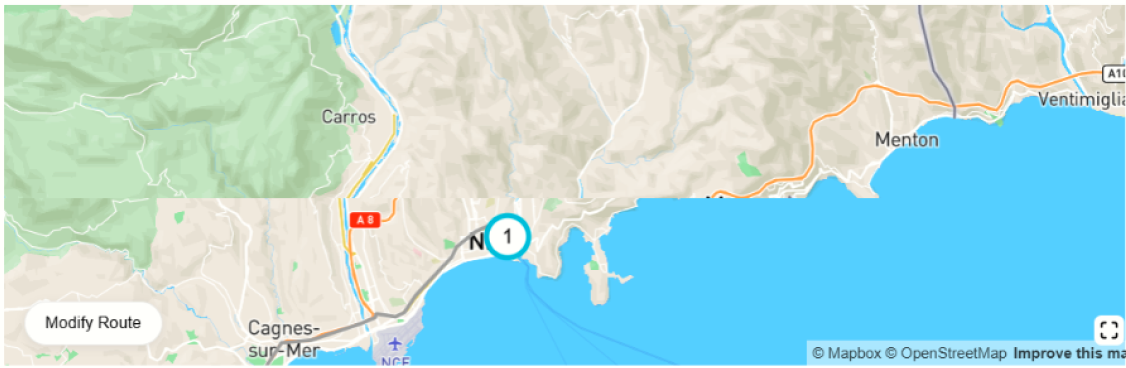 A10
Ventimiglia
Carros
Menton
A 8
N
1
Modify Route
Cagnes-
sur-Mer
NCE
© Mapbox © OpenStreetMap Improve this ma